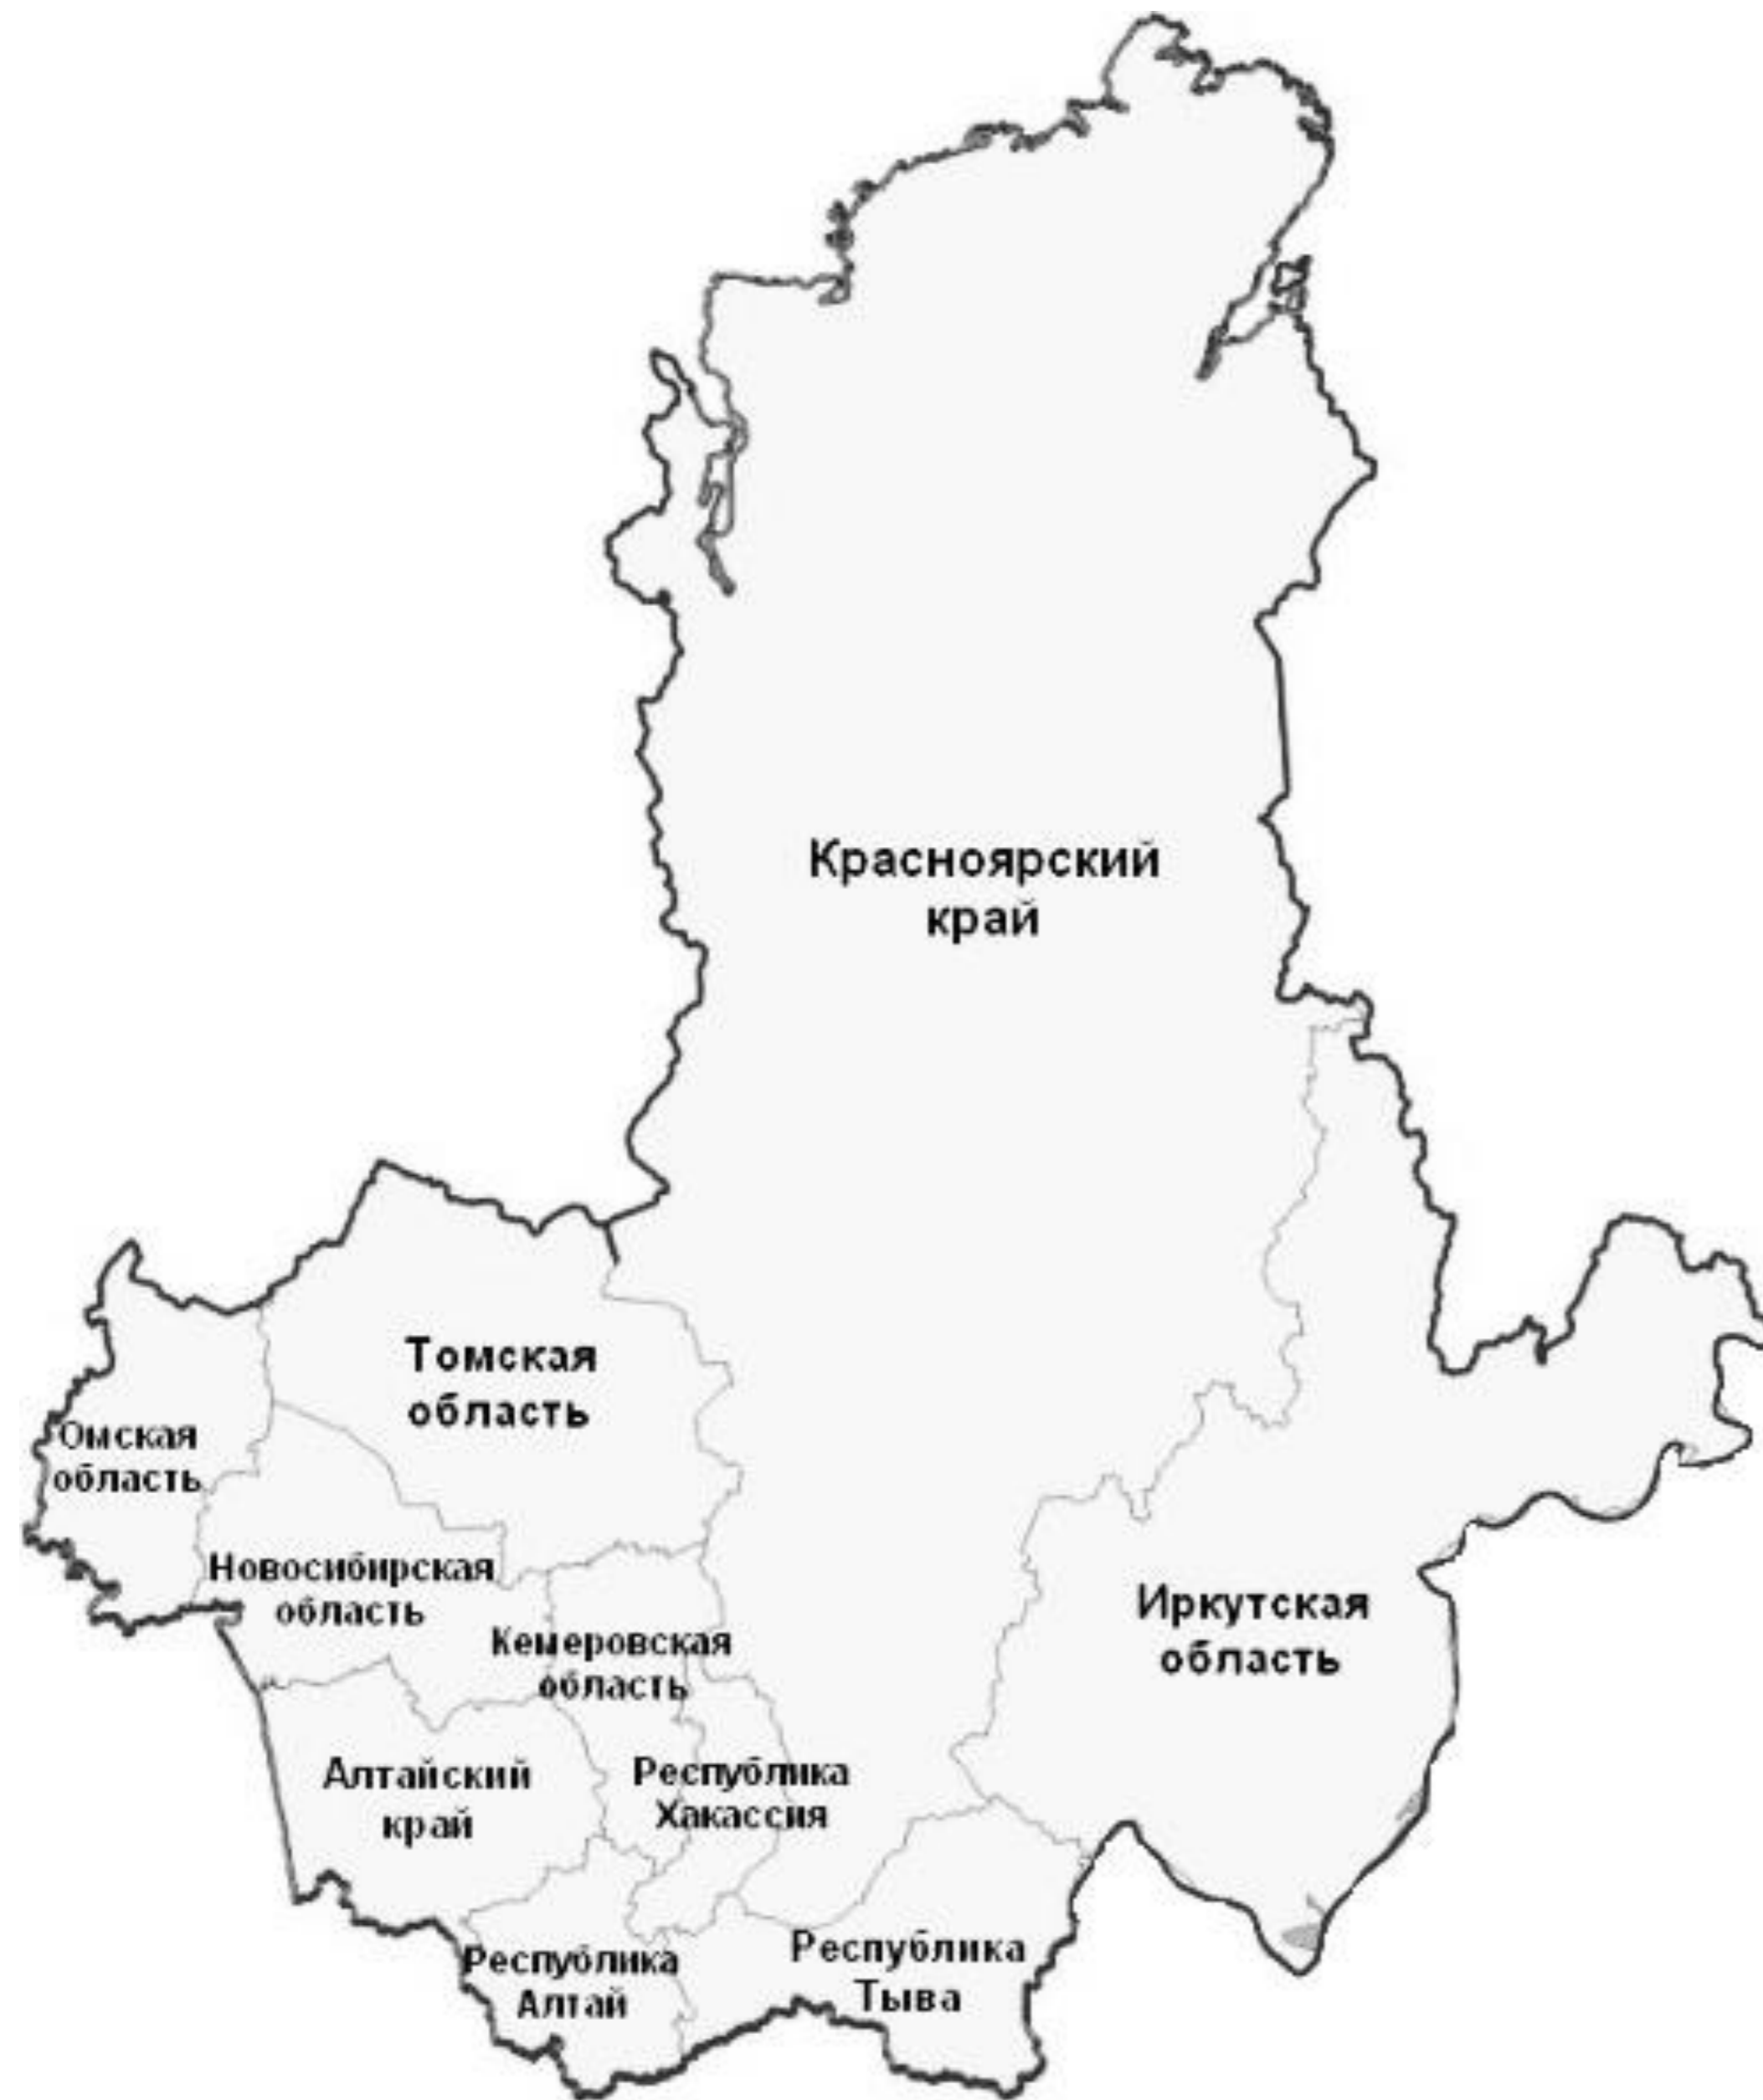 Красноярский
край
Томская
область
Омская
область
Новосибирская
область
Кемеровская
область
Иркутская
область
Алтайский
край
Республика
Хакассия
Республика
Алтай
Республика
Тыва